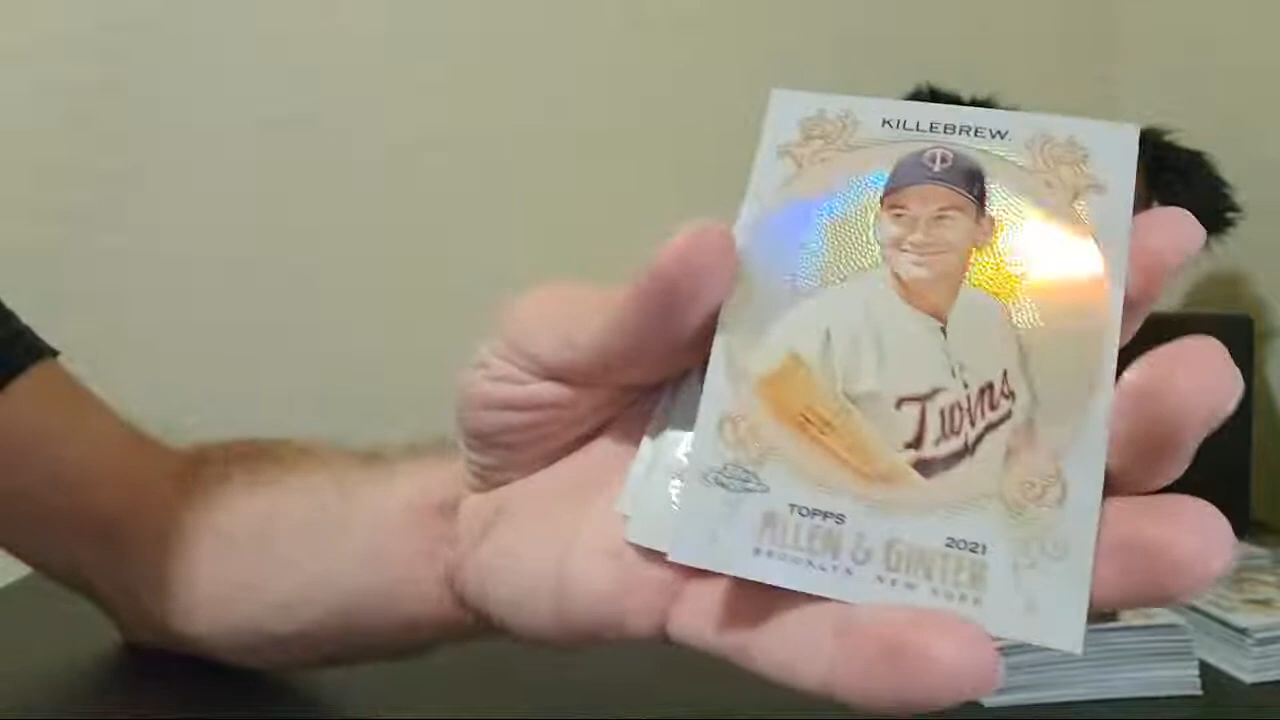 KILLEBREW.
Twins
TOPPS
2021
ALLEN & GINTER
BROOKLYN, NEW YORK